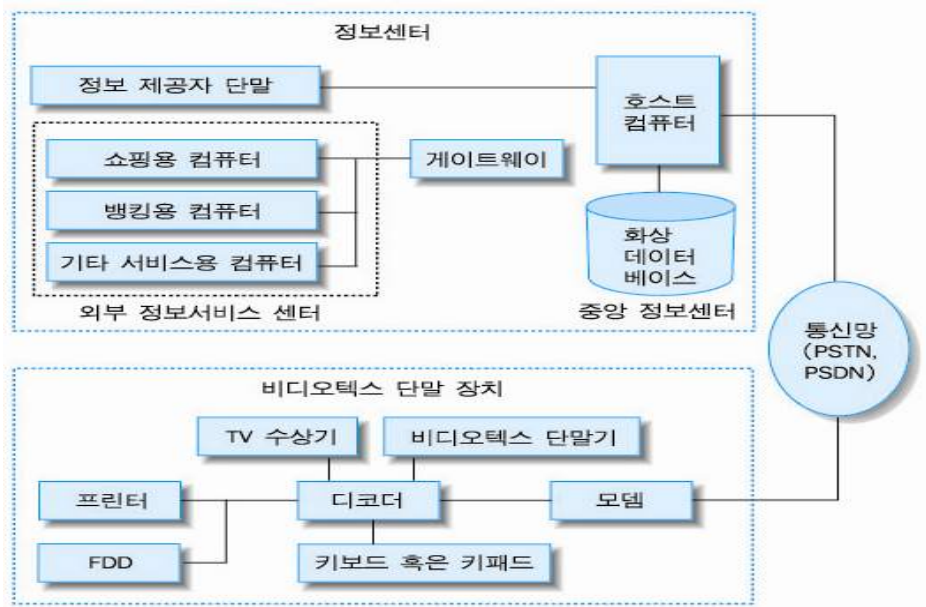 정보센터
정보 제공자 단말
호스트
컴퓨터
쇼핑용 컴퓨터
게이트웨이
뱅킹용 컴퓨터
기타 서비스용 컴퓨터
화상
데이터
베이스
외부 정보서비스 센터
중앙 정보센터
통신망
(PSTN,
PSDN)
비디오텍스 단말 장치
TV 수상기
비디오텍스 단말기
프린터
디코더
모뎀
FDD
키보드 혹은 키패드